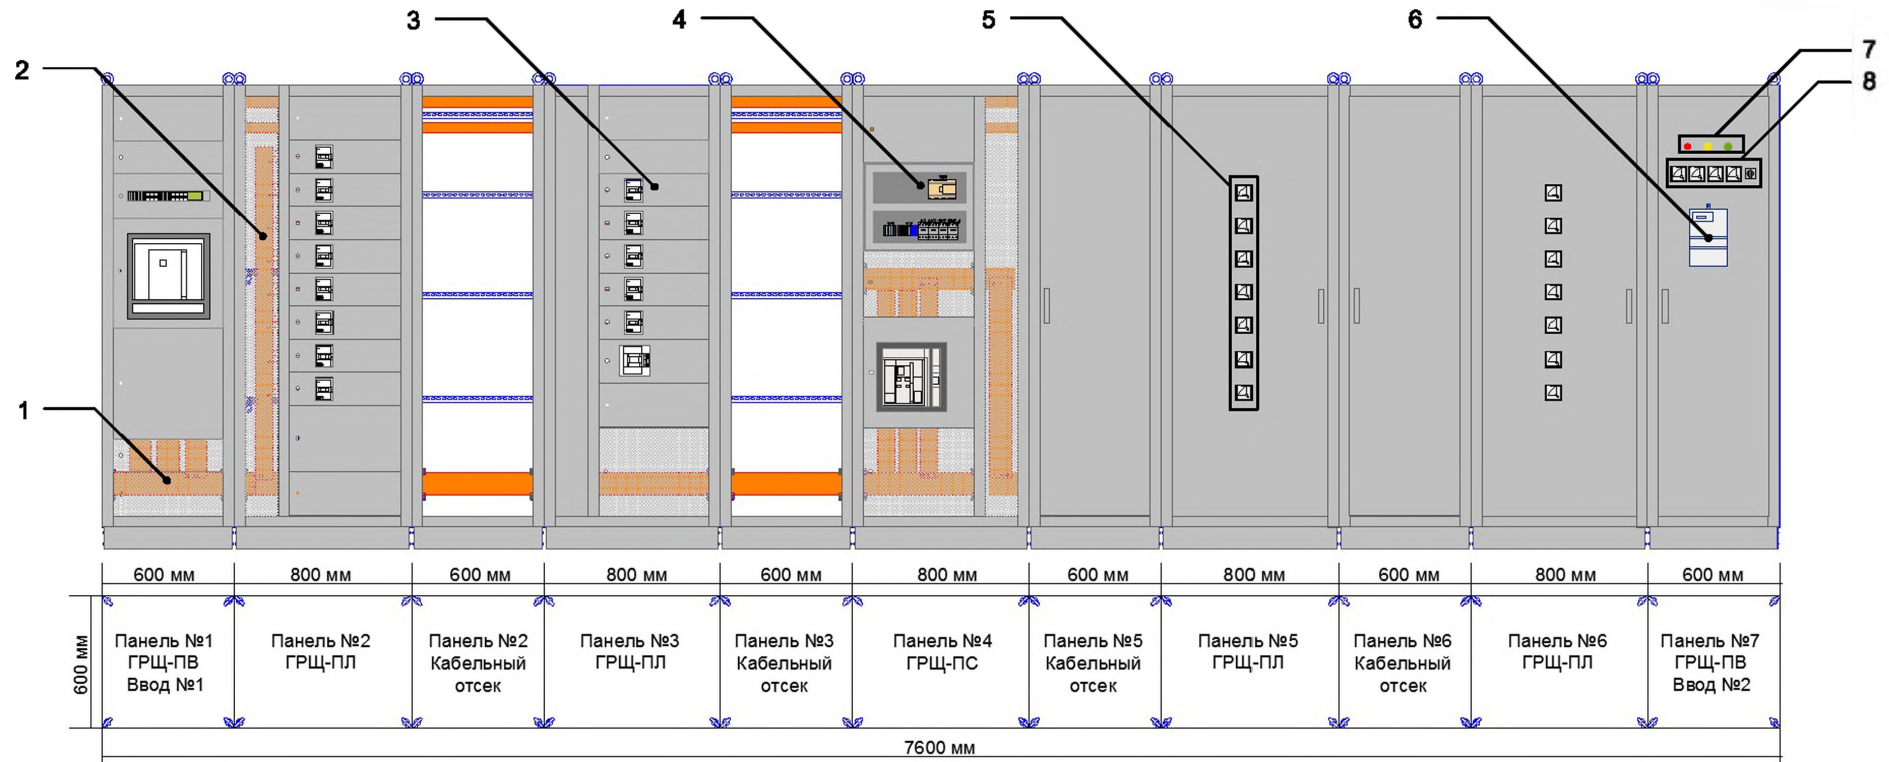 3
4
5
6
7
2
8
1
600 мм
800 мм
600 мм
800 мм
600 мм
800 мм
600 мм
800 мм
600 мм
800 мм
600 мм
600 мм
Панель №1
ГРЩ-ПВ
Ввод №1
Панель №2
ГРЩ-ПЛ
Панель №2
Кабельный
отсек
Панель №3
ГРЩ-ПЛ
Панель №3
Кабельный
отсек
Панель №4
ГРЩ-ПС
Панель №5
Кабельный
отсек
Панель №5
ГРЩ-ПЛ
Панель №6
Кабельный
отсек
Панель №6
ГРЩ-ПЛ
Панель №7
ГРЩ-ПВ
Ввод №2
7600 мм